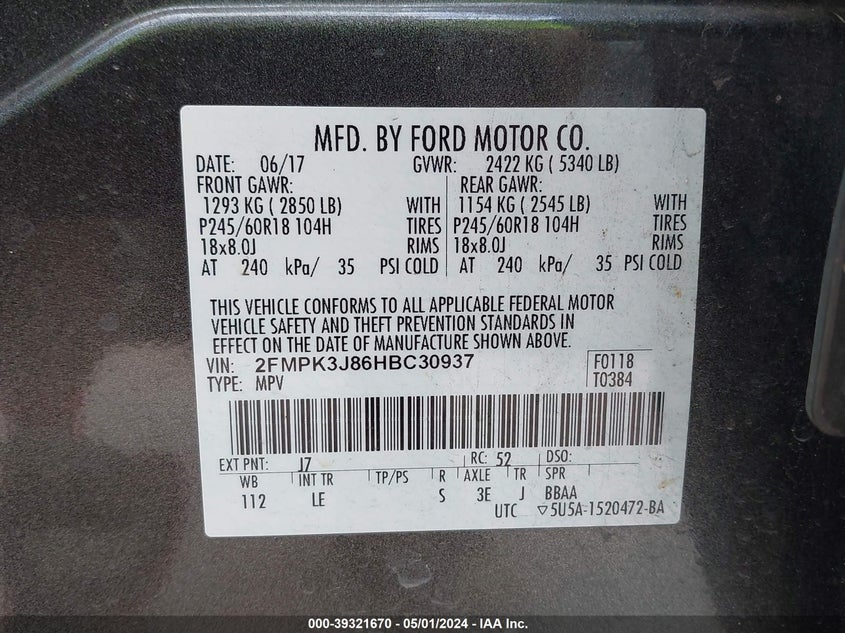 MFD. BY FORD MOTOR CO.
DATE: 06/17 GVWR: 2422 KG ( 5340 LB)
FRONT GAWR: REAR GAWR:
1293 KG ( 2850 LB) WITH 1154 KG ( 2545 LB) WITH
P245/60R18 104H TIRES P245/60R18 104H TIRES
18x8.0J RIMS 18x8.0J RIMS
AT 240 kPa/ 35 PSI COLD AT 240 kPa/ 35 PSI COLD
THIS VEHICLE CONFORMS TO ALL APPLICABLE FEDERAL MOTOR
VEHICLE SAFETY AND THEFT PREVENTION STANDARDS IN
EFFECT ON THE DATE OF MANUFACTURE SHOWN ABOVE.
VIN: 2FMPK3J86HBC30937 F0118
TYPE: MPV T0384
EXT PNT: J7 RC: 52 DSO:
WB INT TR TP/PS R AXLE TR SPR
112 LE S 3E J BBAA
UTC ▽5U5A-1520472-BA
000-39321670 - 05/01/2024 - IAA Inc.